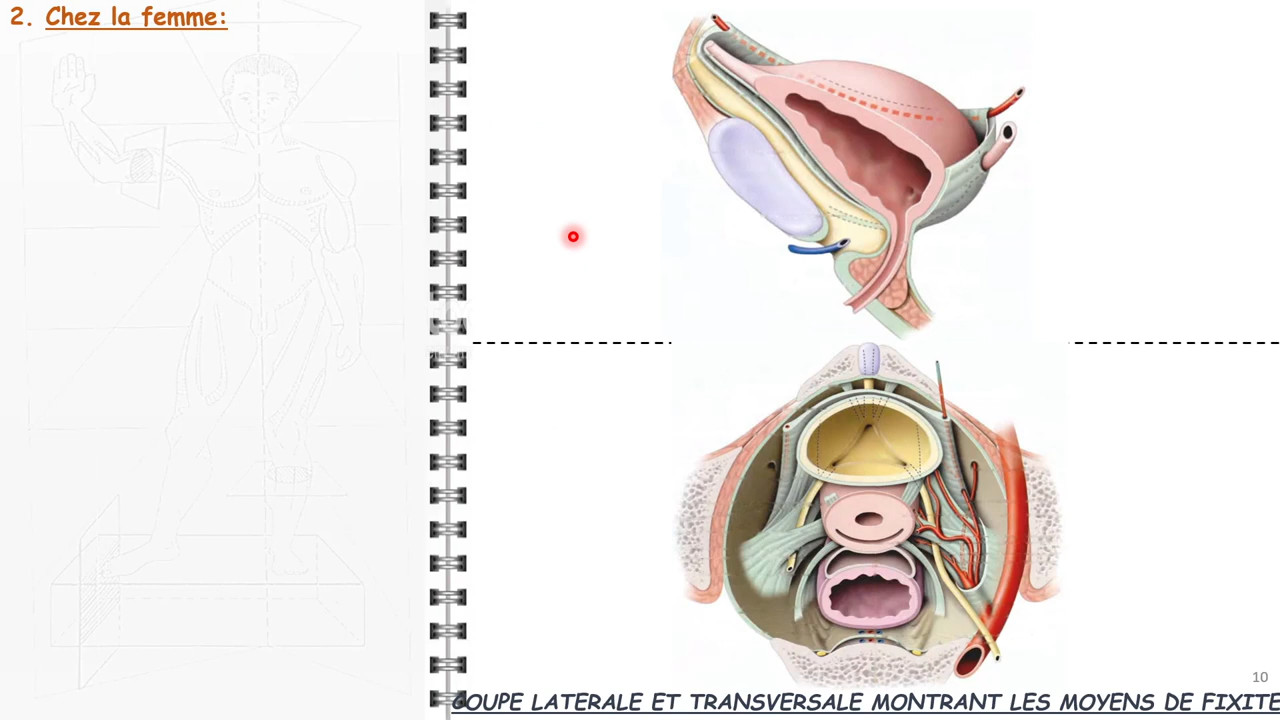 2. Chez la femme:
10
COUPE LATERALE ET TRANSVERSALE MONTRANT LES MOYENS DE FIXITE